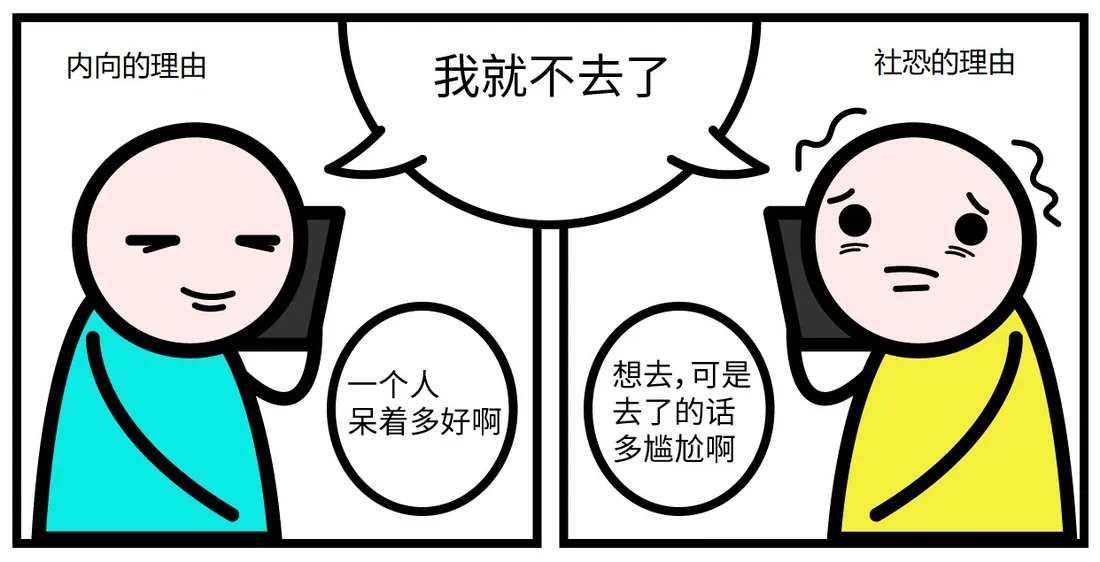 内向的理由
我就不去了
社恐的理由
一个人
呆着多好啊
想去，可是
去了的话
多尴尬啊